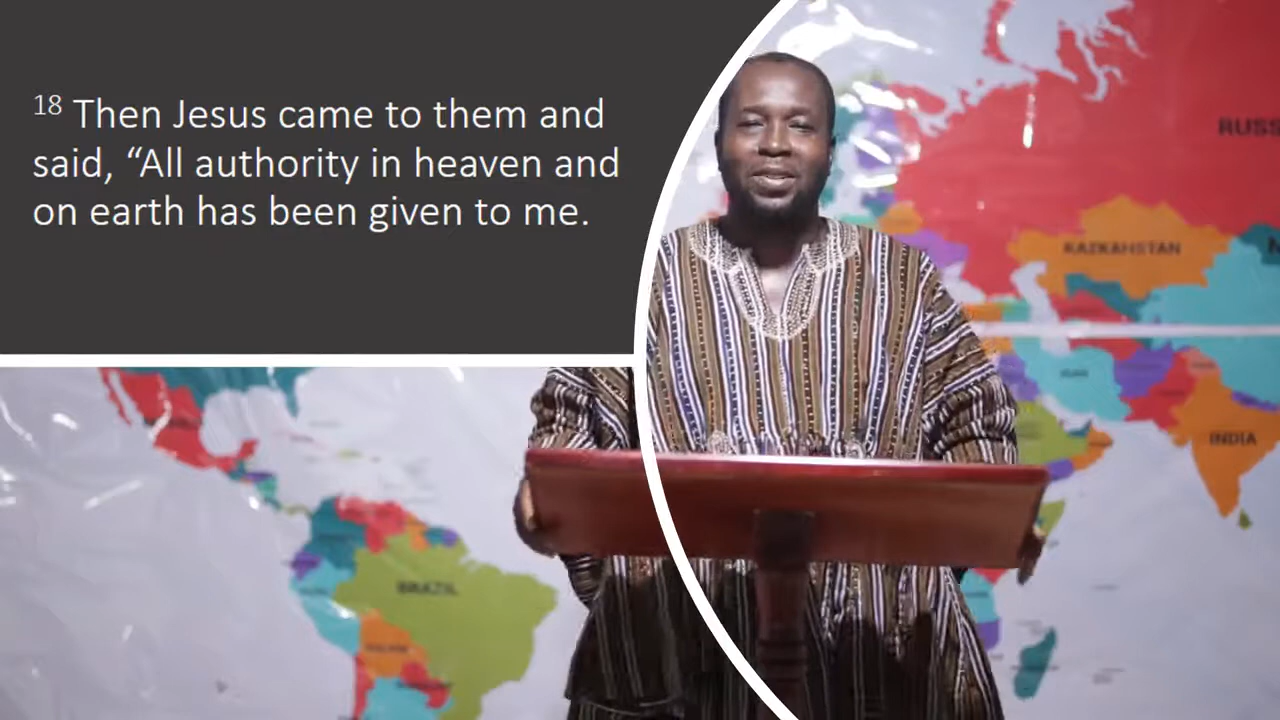 18 Then Jesus came to them and
said, “All authority in heaven and
on earth has been given to me.
RUSS
KAZKAHSTAN
INDIA
BRAZIL